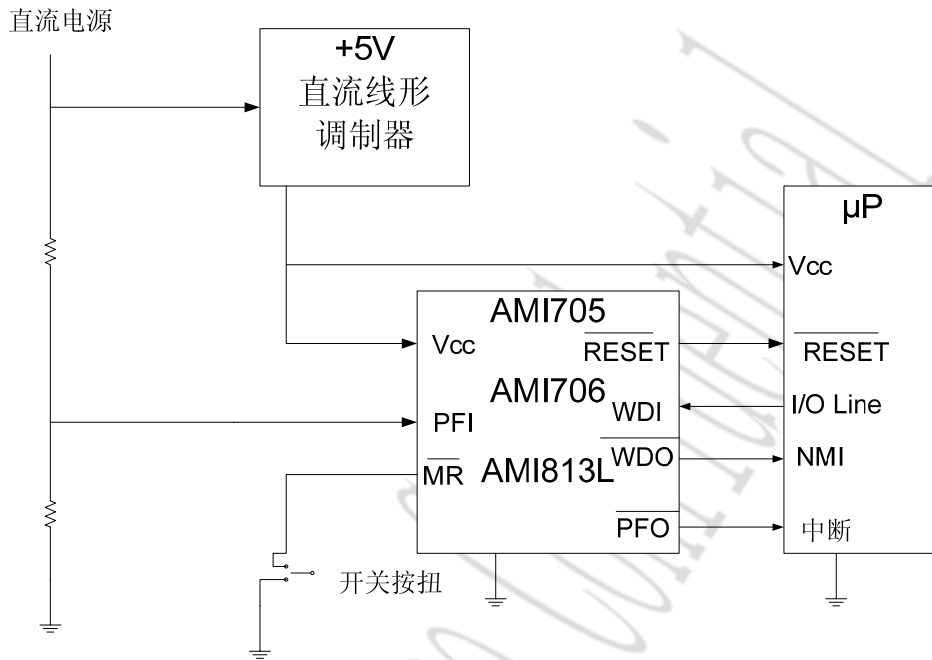 直流电源
+5V
直流线形
调制器
μP
Vcc
RESET
I/O Line
NMI
中断
AMI705
Vcc
RESET
AMI706
WDI
PFI
WDO
MR
AMI813L
PFO
开关按扭
Confidential